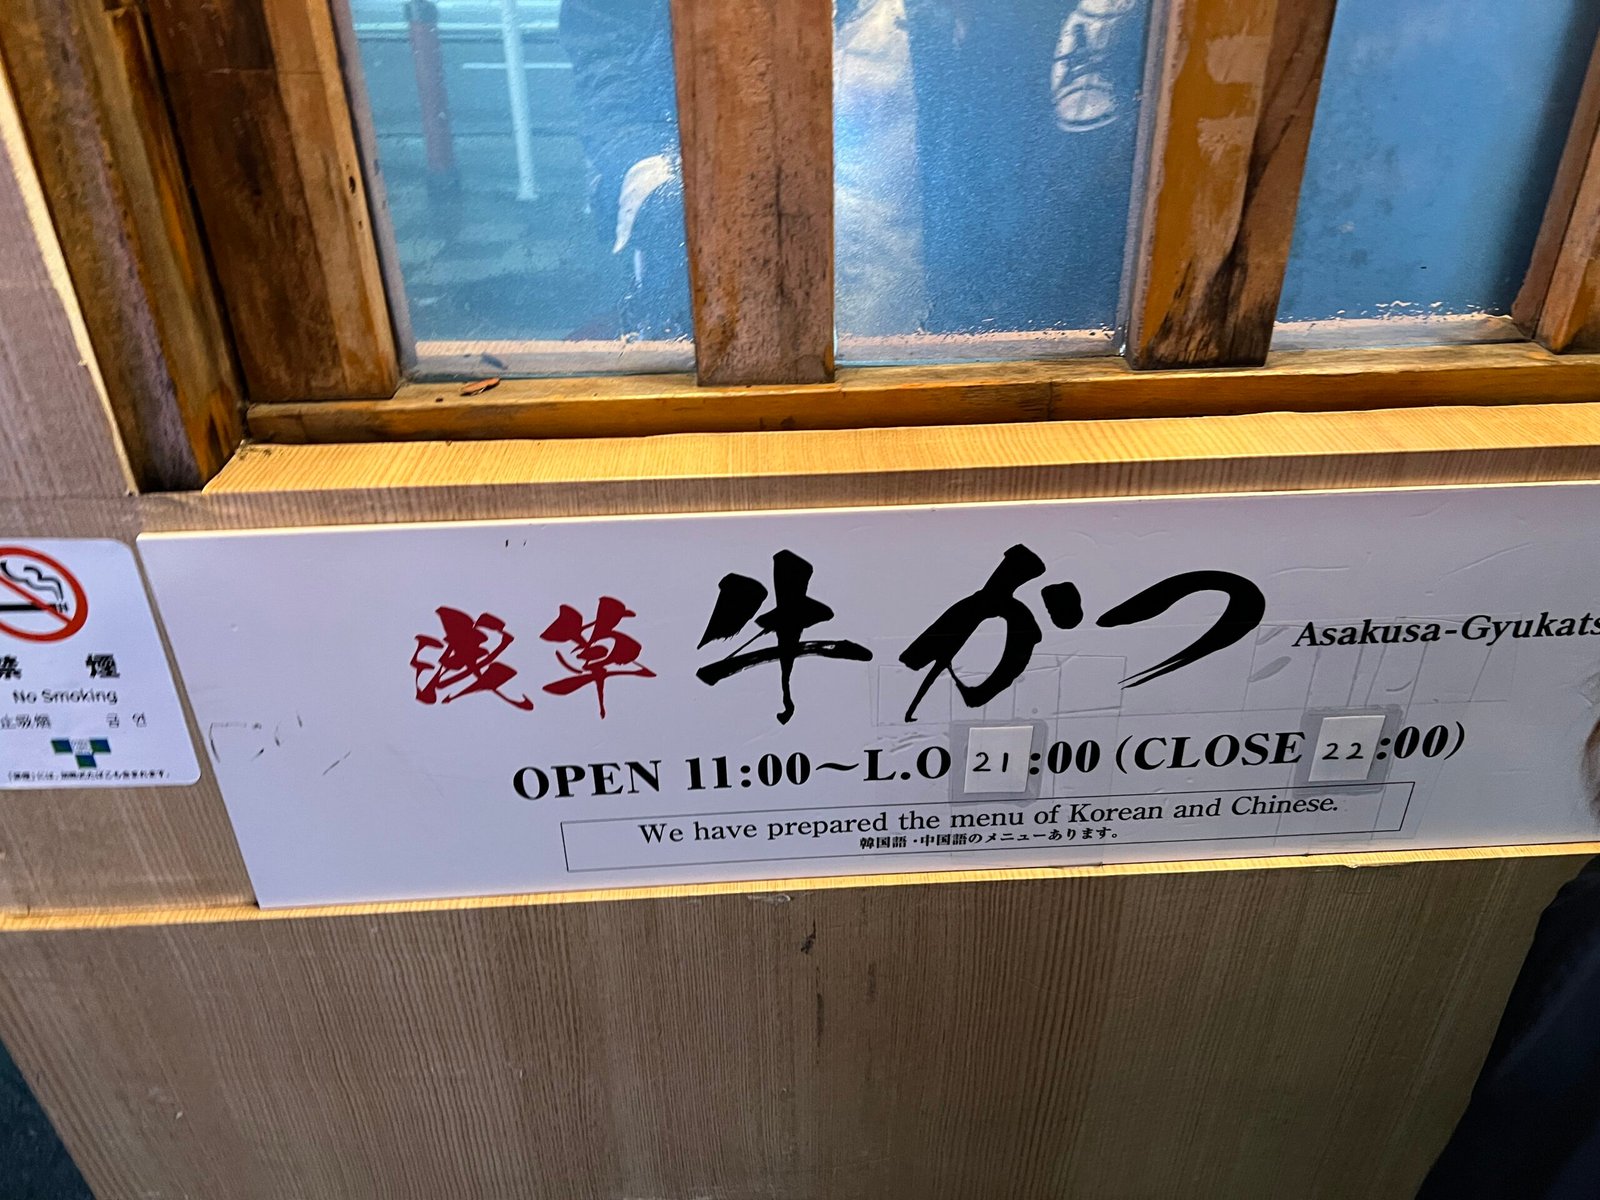 浅草 牛かつ Asakusa-Gyukats
OPEN 11:00～L.O 21:00 (CLOSE 22:00)
We have prepared the menu of Korean and Chinese.
韓国語・中国語のメニューあります。
禁 煙
No Smoking
금 연